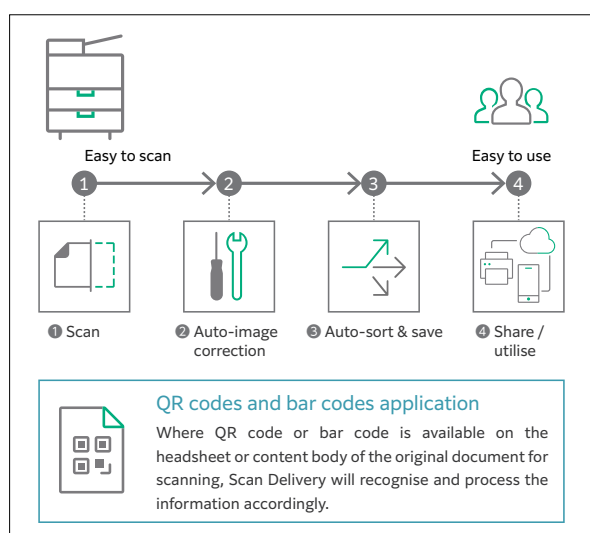 Easy to scan
Easy to use
1
2
3
4
❶ Scan
❷ Auto-image
correction
❸ Auto-sort & save
❹ Share /
utilise
QR codes and bar codes application
Where QR code or bar code is available on the
headsheet or content body of the original document for
scanning, Scan Delivery will recognise and process the
information accordingly.